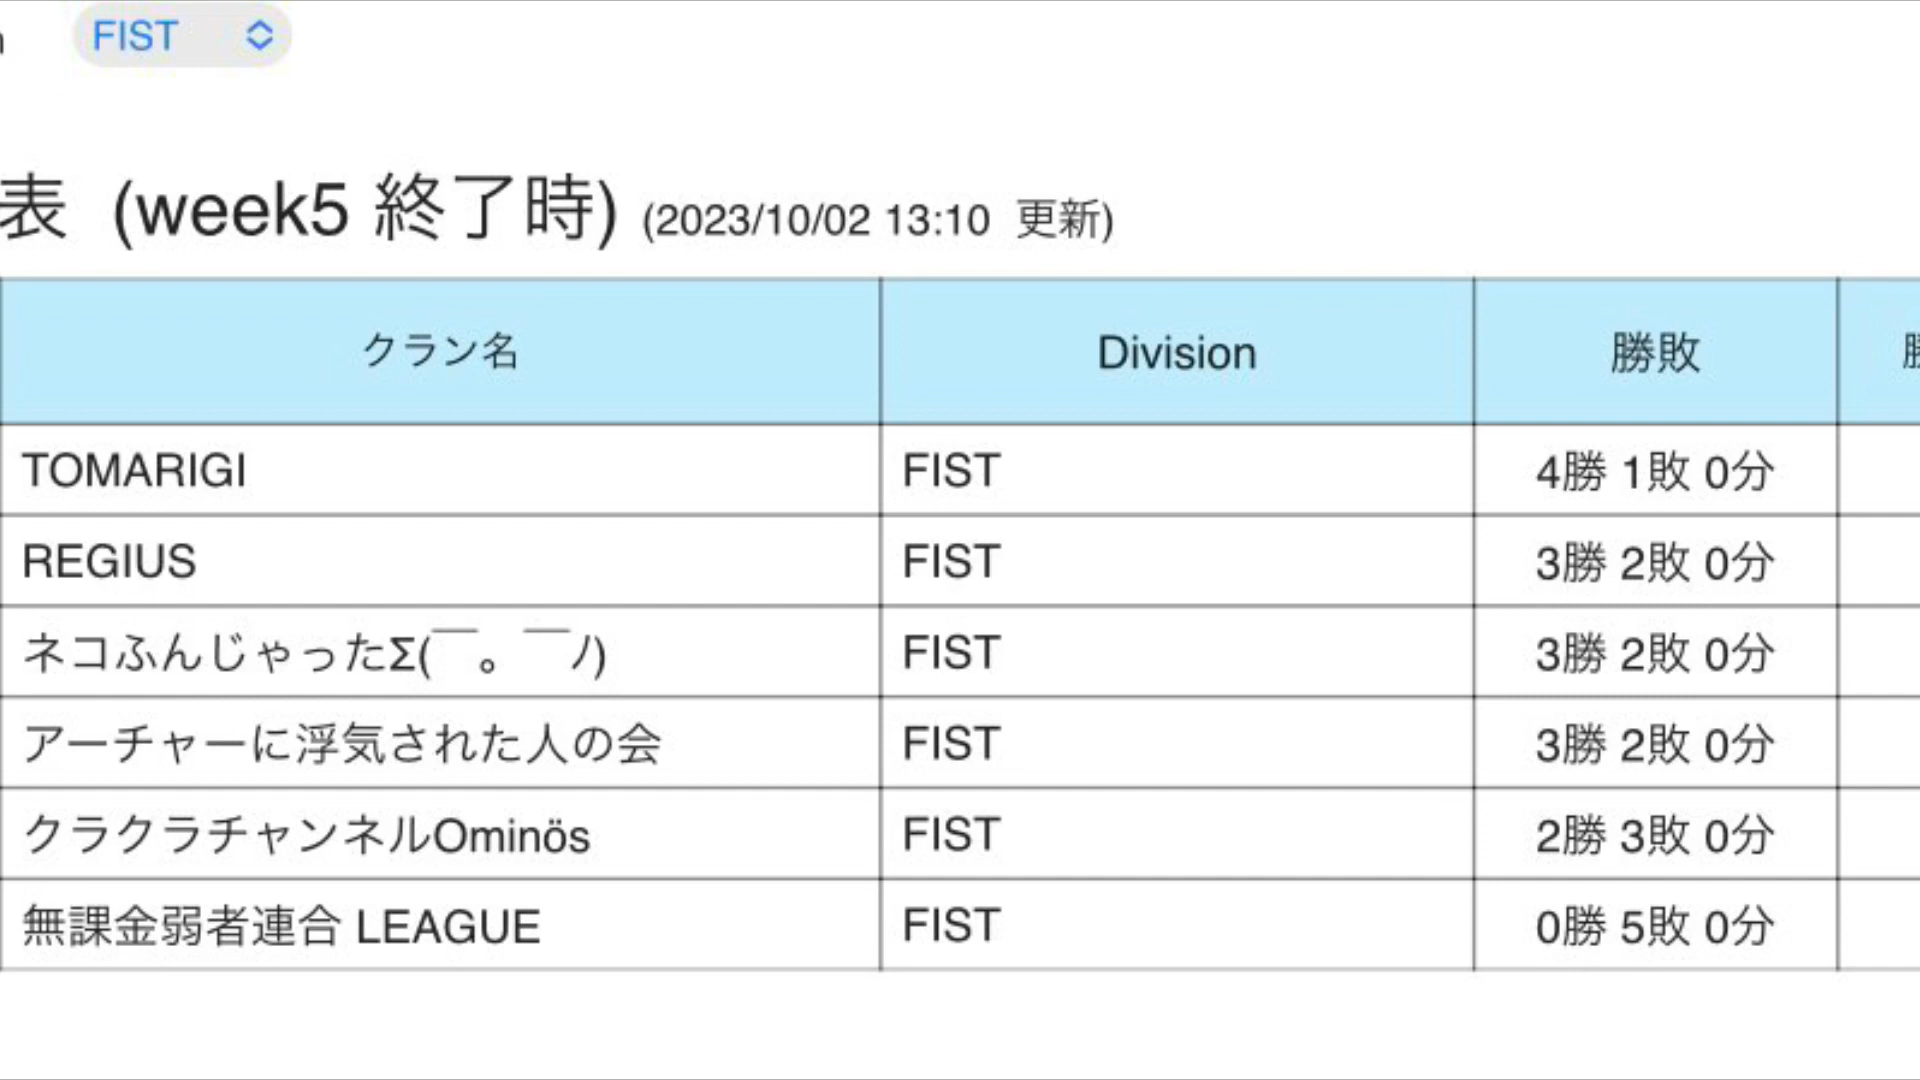 FIST
表 (week5 終了時) (2023/10/02 13:10 更新)
クラン名 Division 勝敗
TOMARIGI FIST 4勝 1敗 0分
REGIUS FIST 3勝 2敗 0分
ネコふんじゃったΣ(￣。￣ﾉ) FIST 3勝 2敗 0分
アーチャーに浮気された人の会 FIST 3勝 2敗 0分
クラクラチャンネルOminös FIST 2勝 3敗 0分
無課金弱者連合 LEAGUE FIST 0勝 5敗 0分